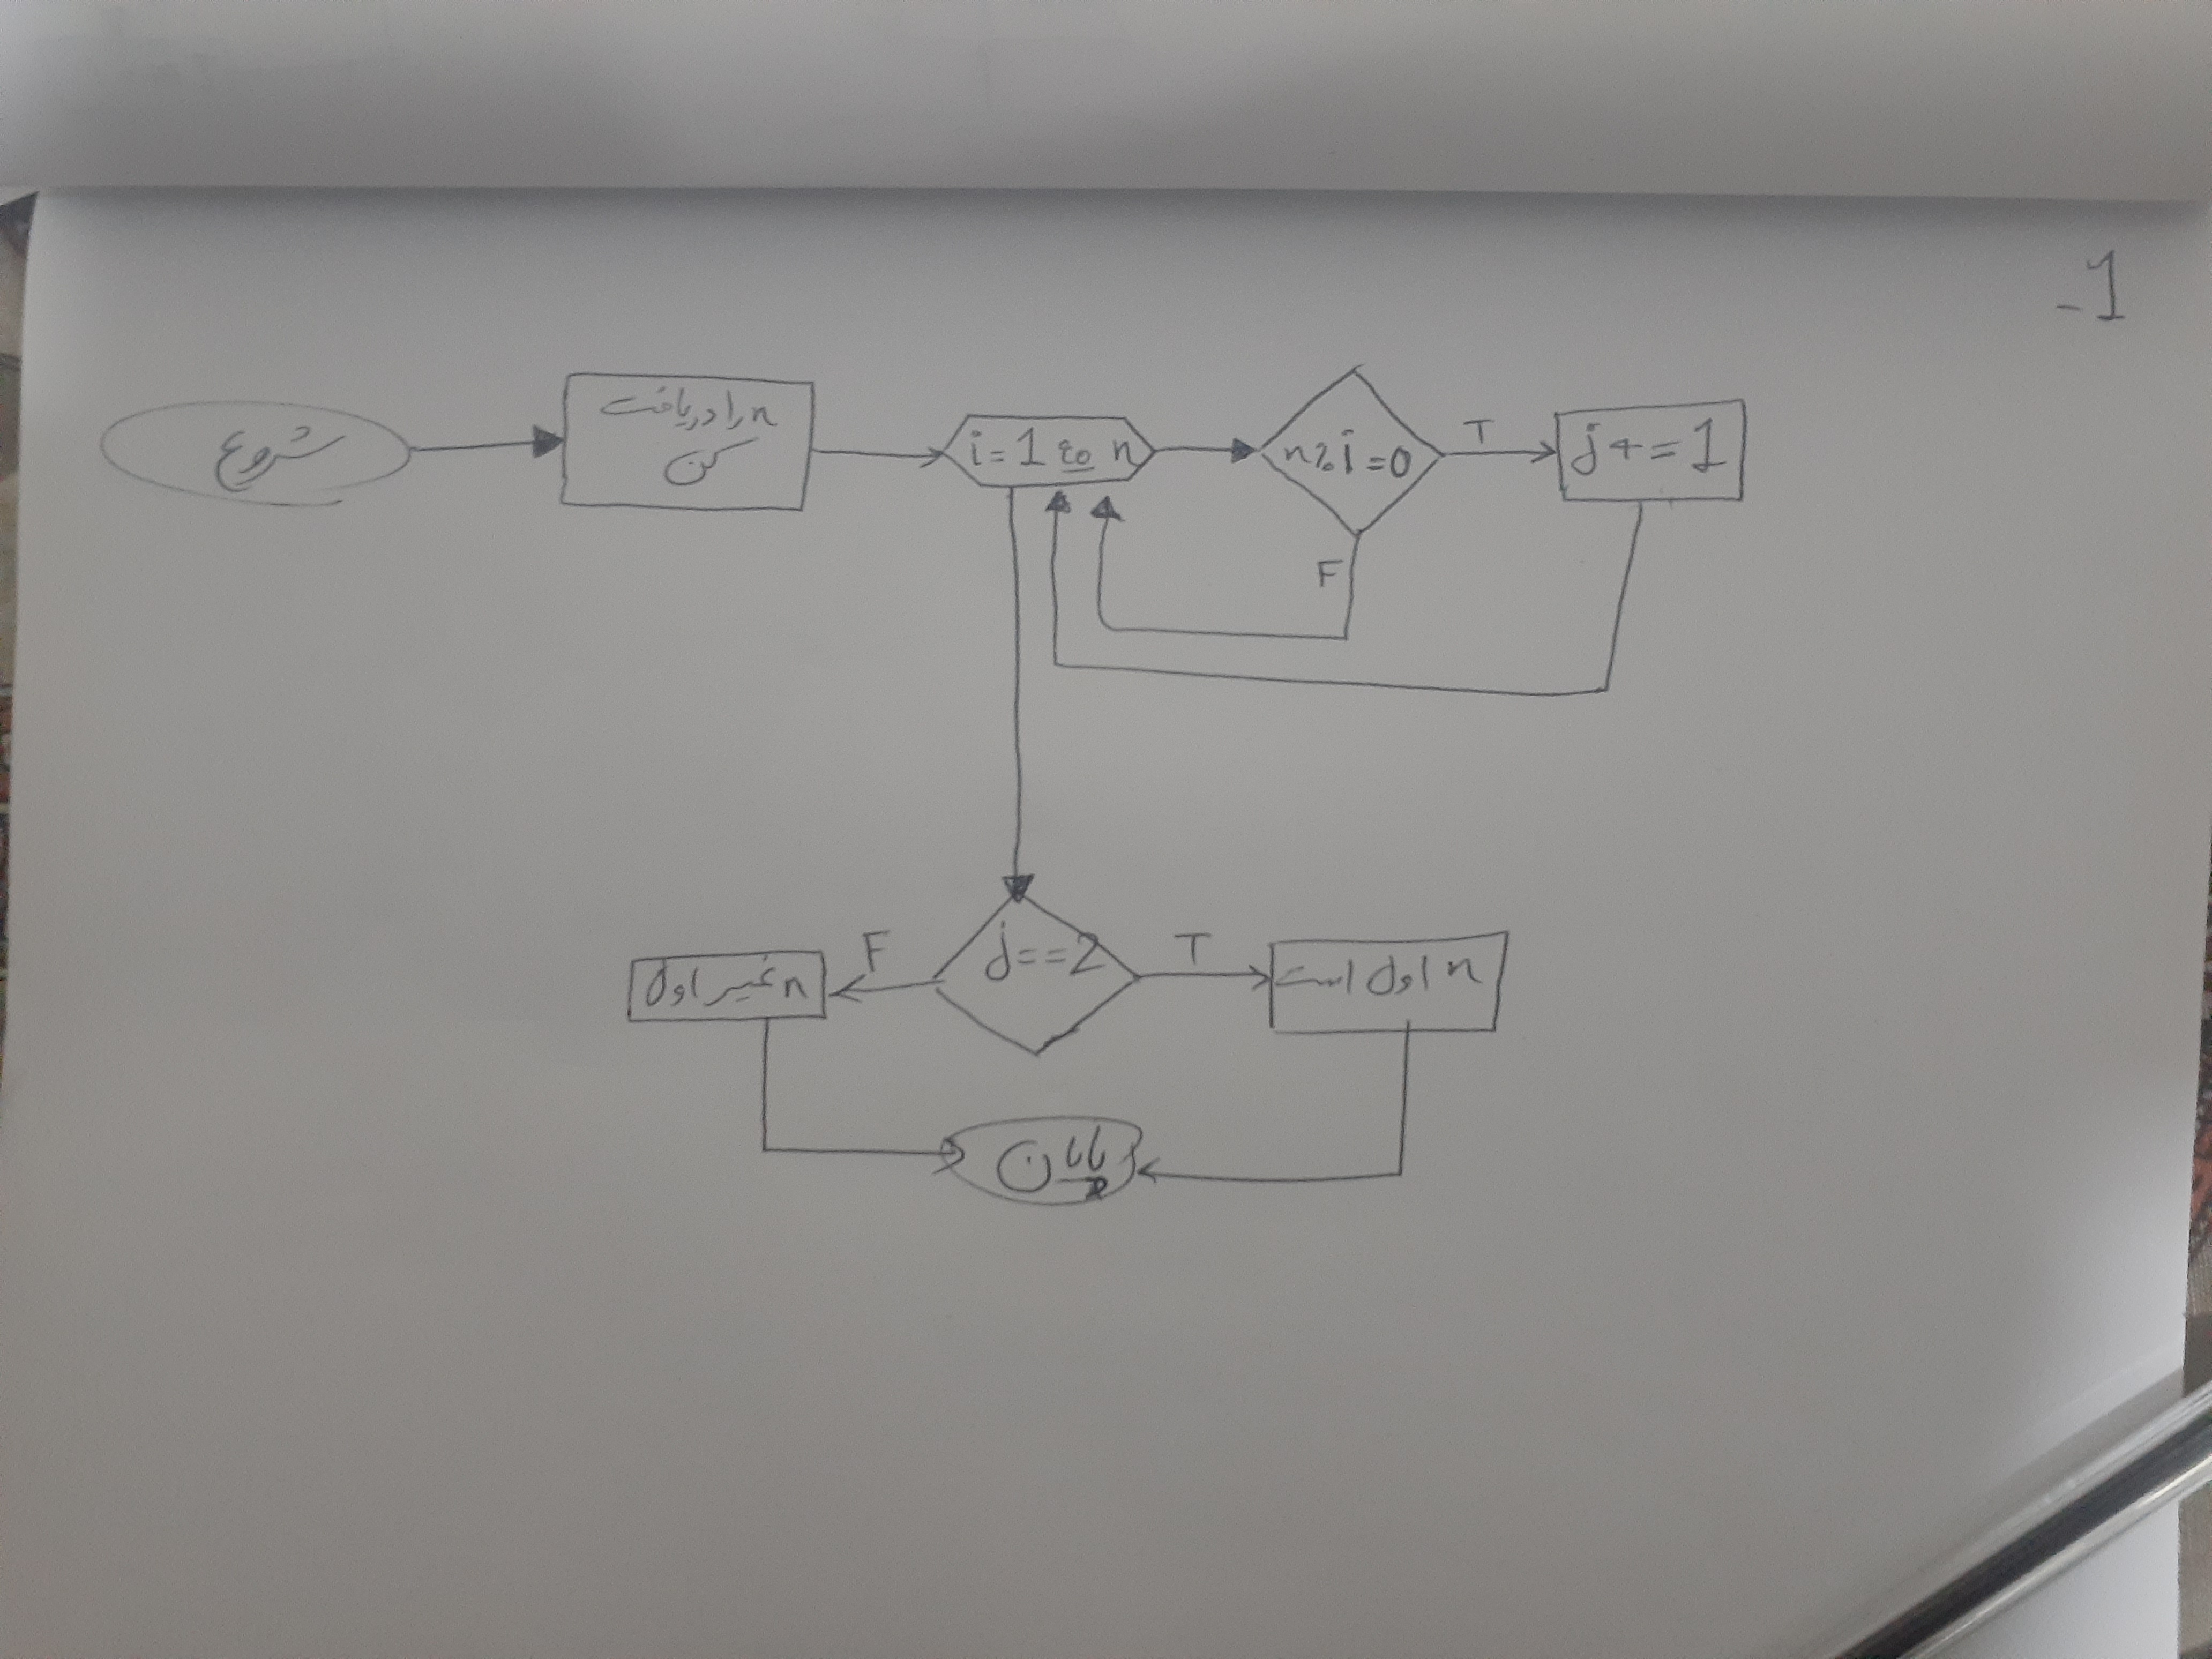 1-
شروع
n را دریافت
کن
i=1 to n
n%i=0
T
F
j+=1
j==2
T
F
n اول است
n غیر اول
پایان